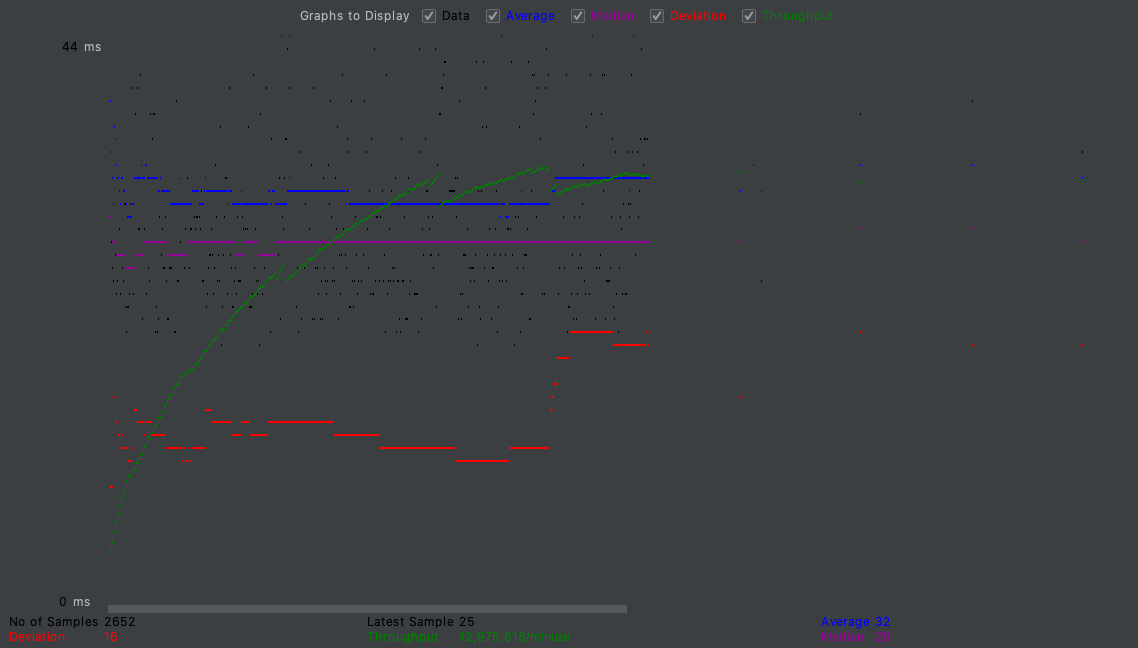 Graphs to Display Data Average Median Deviation Throughput
44 ms
0 ms
No of Samples 2652 Latest Sample 25 Average 32
Deviation 16 Throughput 12,975.618/minute Median 28